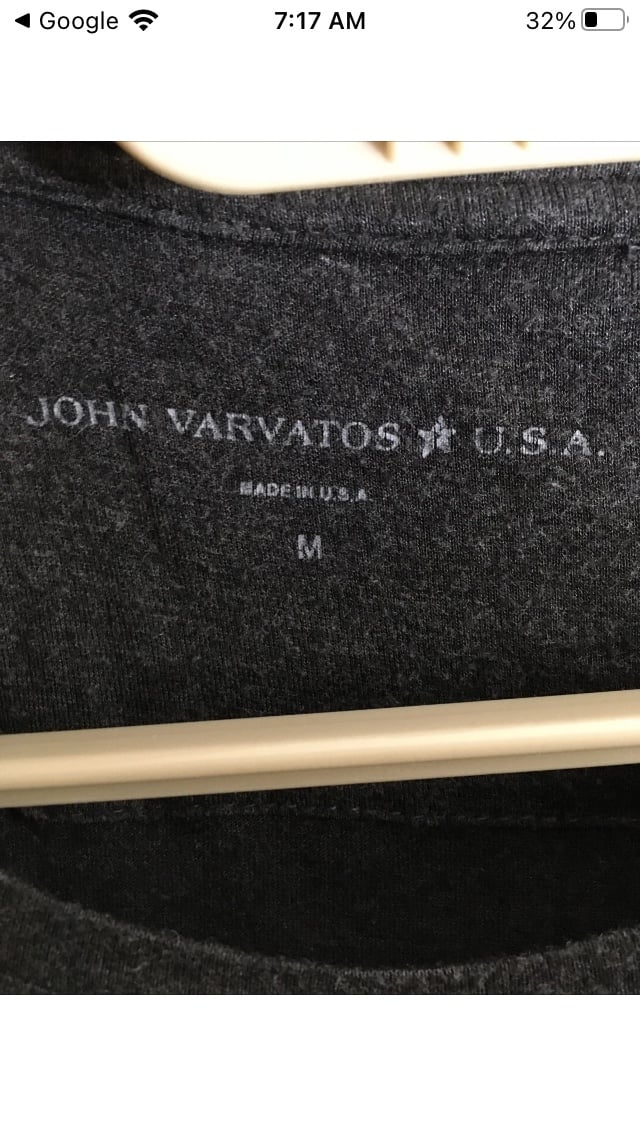 Google 7:17 AM 32%
JOHN VARVATOS ★ U.S.A.
MADE IN U.S.A
M